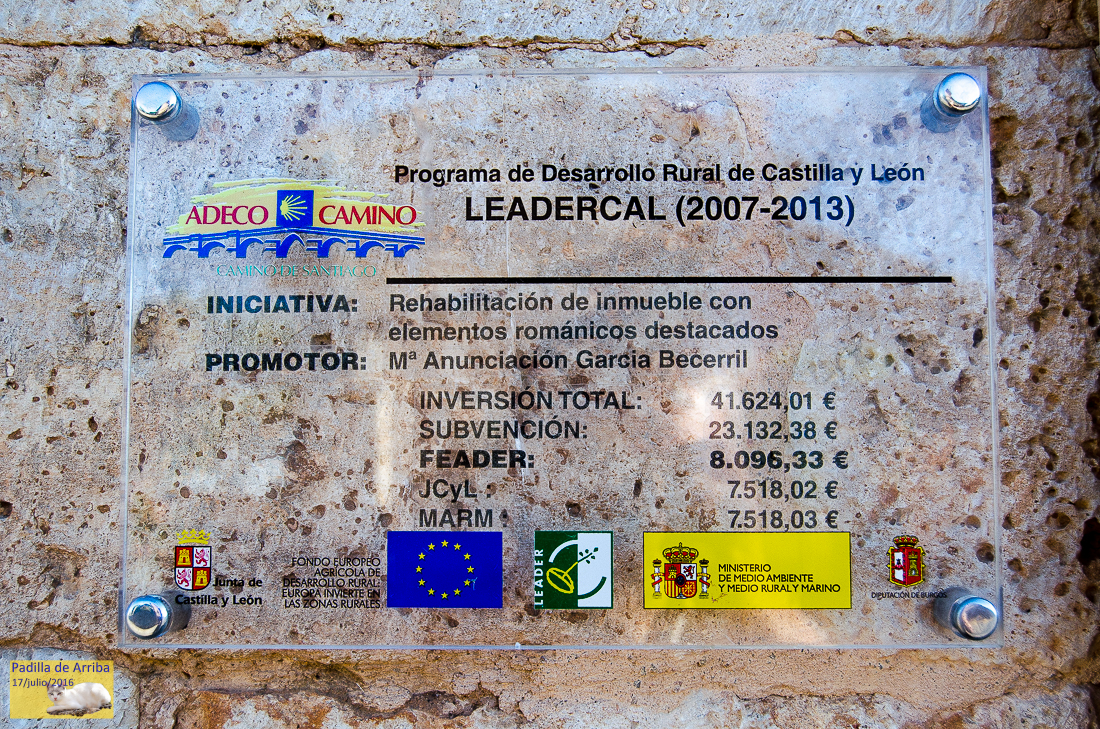 Programa de Desarrollo Rural de Castilla y León
LEADERCAL (2007-2013)
ADECO CAMINO
CAMINO DE SANTIAGO
INICIATIVA: Rehabilitación de inmueble con
elementos románicos destacados
PROMOTOR: Mª Anunciación Garcia Becerril
INVERSIÓN TOTAL: 41.624,01 €
SUBVENCIÓN: 23.132,38 €
FEADER: 8.096,33 €
JCyL : 7.518,02 €
MARM : 7.518,03 €
Junta de
Castilla y León
FONDO EUROPEO
AGRÍCOLA DE
DESARROLLO RURAL:
EUROPA INVIERTE EN
LAS ZONAS RURALES
LEADER
MINISTERIO
DE MEDIO AMBIENTE
Y MEDIO RURAL Y MARINO
DIPUTACIÓN DE BURGOS
Padilla de Arriba
17/julio/2016